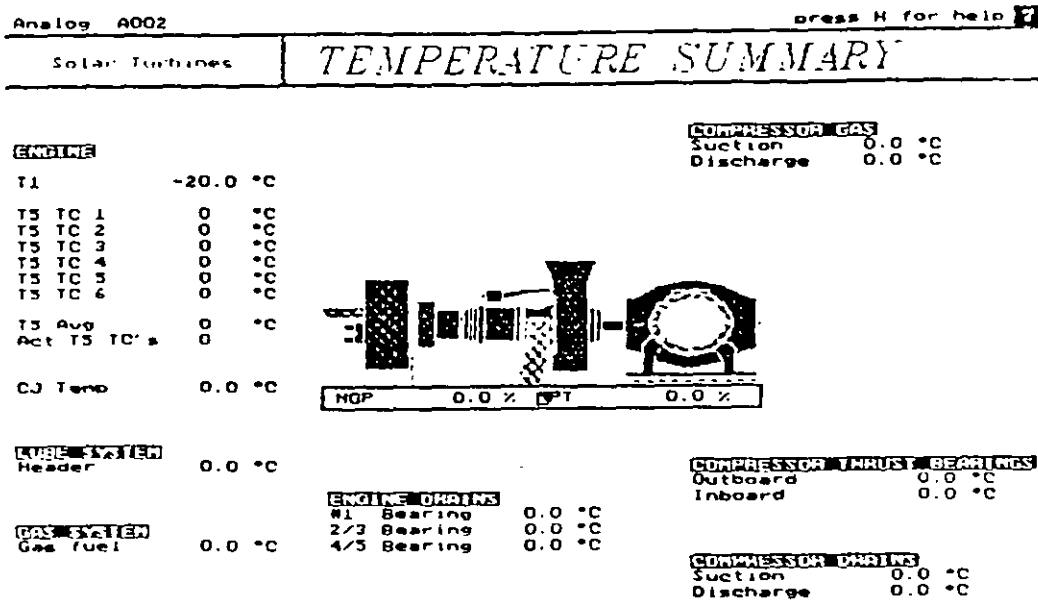 Analog A002
press H for help ?
Solar Turbines
TEMPERATURE SUMMARY
COMPRESSOR GAS
Suction 0.0 °C
Discharge 0.0 °C
ENGINE
T1 -20.0 °C
T5 TC 1 0 °C
T5 TC 2 0 °C
T5 TC 3 0 °C
T5 TC 4 0 °C
T5 TC 5 0 °C
T5 TC 6 0 °C
T5 Avg 0 °C
Act T5 TC's 0
CJ Temp 0.0 °C
NGP 0.0 % NPT 0.0 %
LUBE SYSTEM
Header 0.0 °C
GAS SYSTEM
Gas fuel 0.0 °C
ENGINE DRAINS
#1 Bearing 0.0 °C
2/3 Bearing 0.0 °C
4/5 Bearing 0.0 °C
COMPRESSOR THRUST BEARINGS
Outboard 0.0 °C
Inboard 0.0 °C
COMPRESSOR DRAINS
Suction 0.0 °C
Discharge 0.0 °C